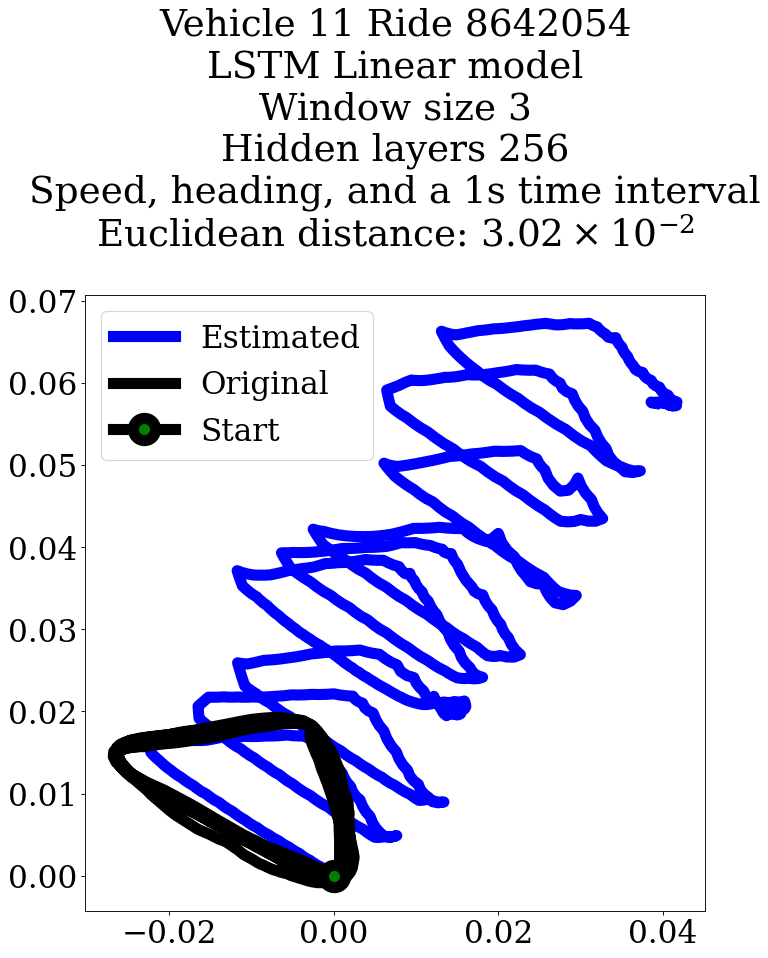 Vehicle 11 Ride 8642054
LSTM Linear model
Window size 3
Hidden layers 256
Speed, heading, and a 1s time interval
Euclidean distance: 3.02 × 10⁻²
0.07
Estimated
Original
Start
0.06
0.05
0.04
0.03
0.02
0.01
0.00
−0.02 0.00 0.02 0.04